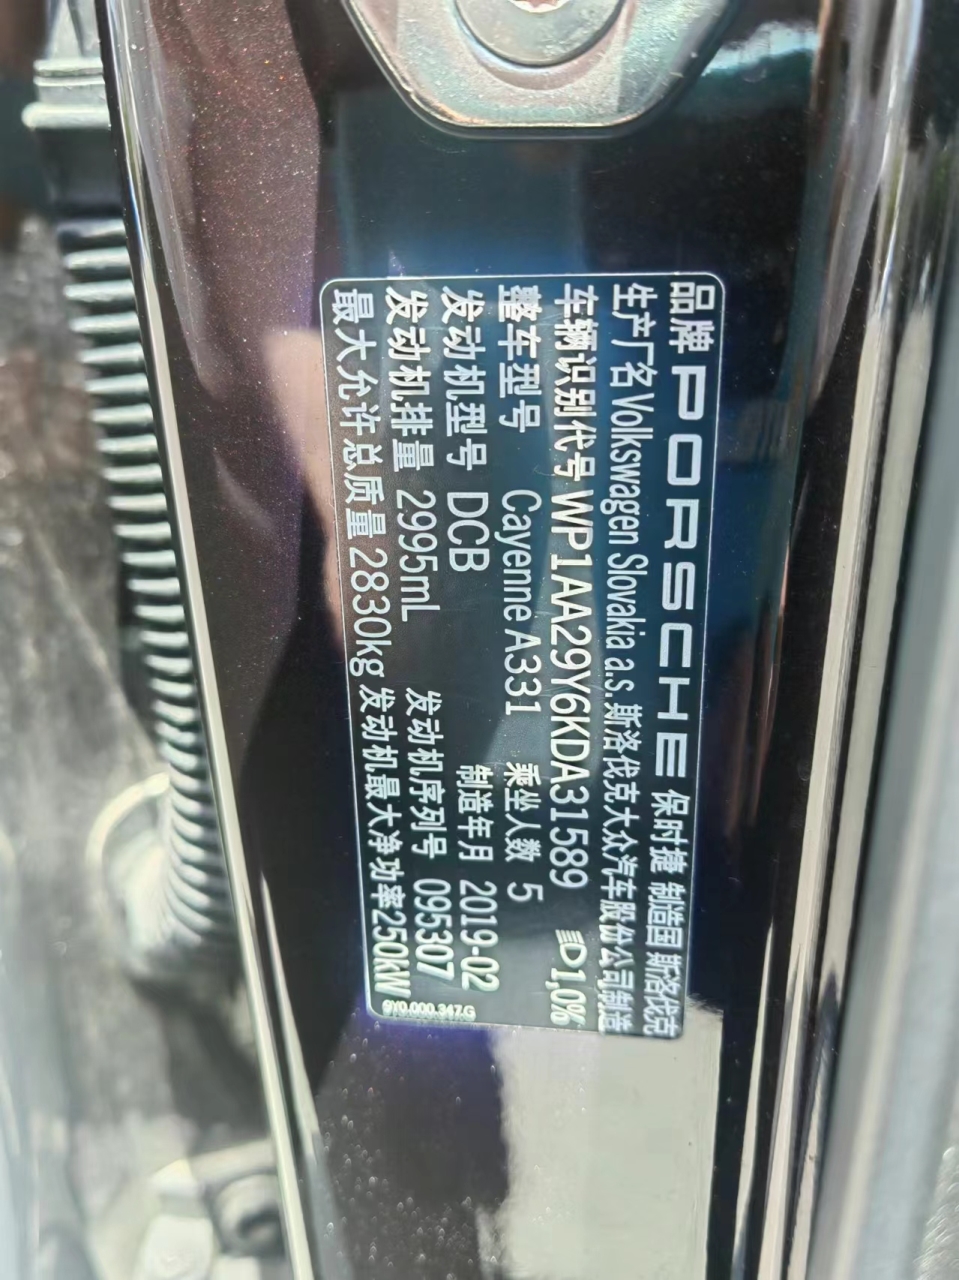 品牌 PORSCHE 保时捷 制造国 斯洛伐克
生产厂名 Volkswagen Slovakia a.s.斯洛伐克大众汽车股份公司制造
车辆识别代号 WP1AA29Y6KDA31589 1,0%
整车型号 Cayenne A331 乘坐人数 5
发动机型号 DCB 制造年月 2019-02
发动机排量 2995mL 发动机序列号 095307
最大允许总质量 2830kg 发动机最大净功率250KW
9Y0.000.347.G